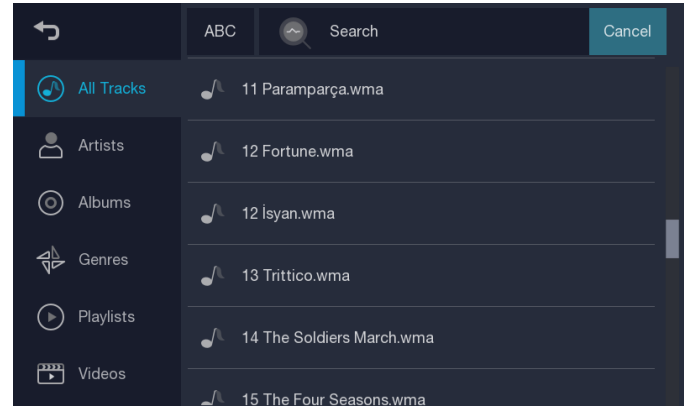 ABC
Search
Cancel
All Tracks
Artists
Albums
Genres
Playlists
Videos
11 Paramparça.wma
12 Fortune.wma
12 İsyan.wma
13 Trittico.wma
14 The Soldiers March.wma
15 The Four Seasons.wma